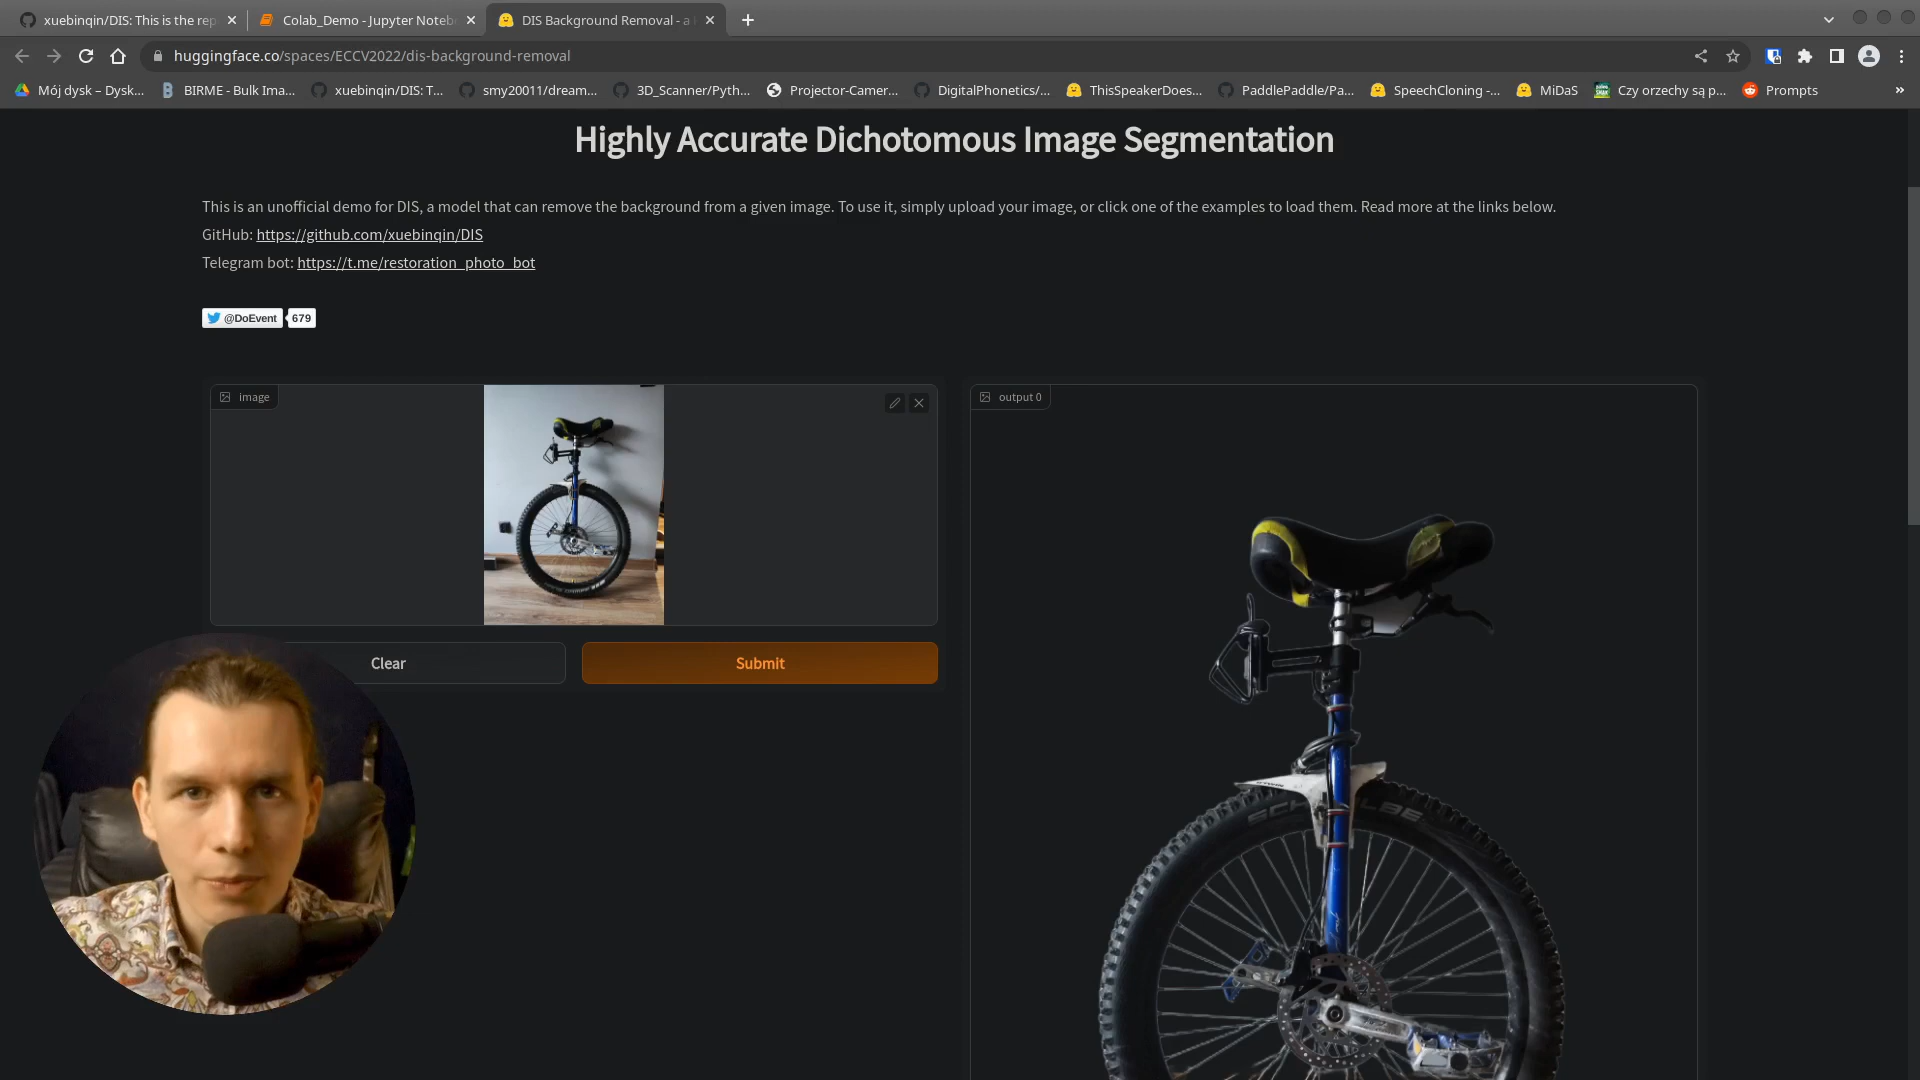 xuebinqin/DIS: This is the rep
Colab_Demo - Jupyter Noteb
DIS Background Removal - a
huggingface.co/spaces/ECCV2022/dis-background-removal
Mój dysk – Dysk...
BIRME - Bulk Ima...
xuebinqin/DIS: T...
smy20011/dream...
3D_Scanner/Pyth...
Projector-Camer...
DigitalPhonetics/...
ThisSpeakerDoes...
PaddlePaddle/Pa...
SpeechCloning -...
MiDaS
Czy orzechy są p...
Prompts
Highly Accurate Dichotomous Image Segmentation
This is an unofficial demo for DIS, a model that can remove the background from a given image. To use it, simply upload your image, or click one of the examples to load them. Read more at the links below.
GitHub: https://github.com/xuebinqin/DIS
Telegram bot: https://t.me/restoration_photo_bot
@DoEvent 679
image
output 0
Clear
Submit